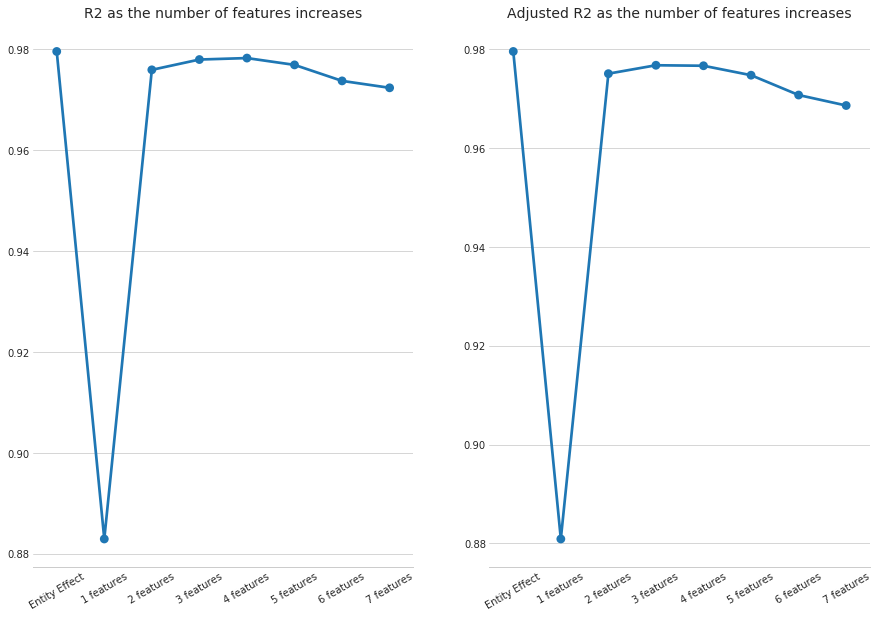 R2 as the number of features increases
0.98
0.96
0.94
0.92
0.90
0.88
Entity Effect
1 features
2 features
3 features
4 features
5 features
6 features
7 features
Adjusted R2 as the number of features increases
0.98
0.96
0.94
0.92
0.90
0.88
Entity Effect
1 features
2 features
3 features
4 features
5 features
6 features
7 features